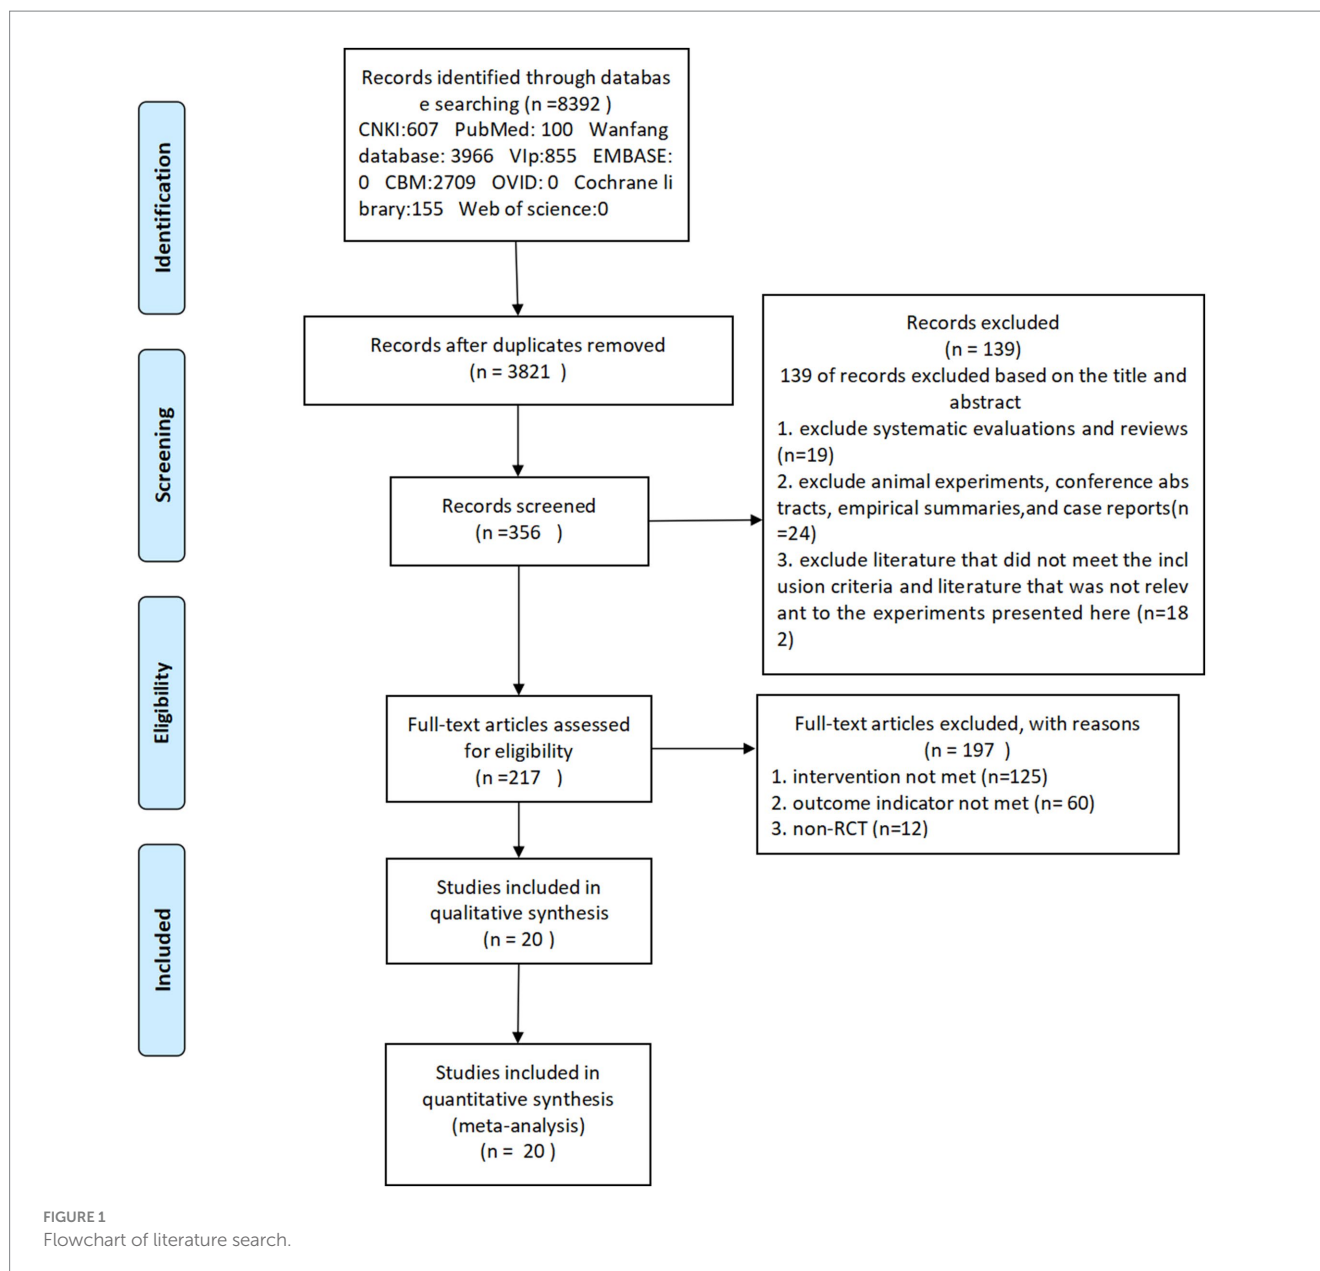 Records identified through databas
e searching (n =8392 )
CNKI:607 PubMed: 100 Wanfang
database: 3966 VIp:855 EMBASE:
0 CBM:2709 OVID: 0 Cochrane li
brary:155 Web of science:0
Identification
Records after duplicates removed
(n = 3821 )
Screening
Records screened
(n =356 )
Records excluded
(n = 139)
139 of records excluded based on the title and
abstract
1. exclude systematic evaluations and reviews
(n=19)
2. exclude animal experiments, conference abs
tracts, empirical summaries,and case reports(n
=24)
3. exclude literature that did not meet the incl
usion criteria and literature that was not relev
ant to the experiments presented here (n=18
2)
Eligibility
Full-text articles assessed
for eligibility
(n =217 )
Full-text articles excluded, with reasons
(n = 197 )
1. intervention not met (n=125)
2. outcome indicator not met (n= 60)
3. non-RCT (n=12)
Included
Studies included in
qualitative synthesis
(n = 20 )
Studies included in
quantitative synthesis
(meta-analysis)
(n = 20 )
FIGURE 1
Flowchart of literature search.